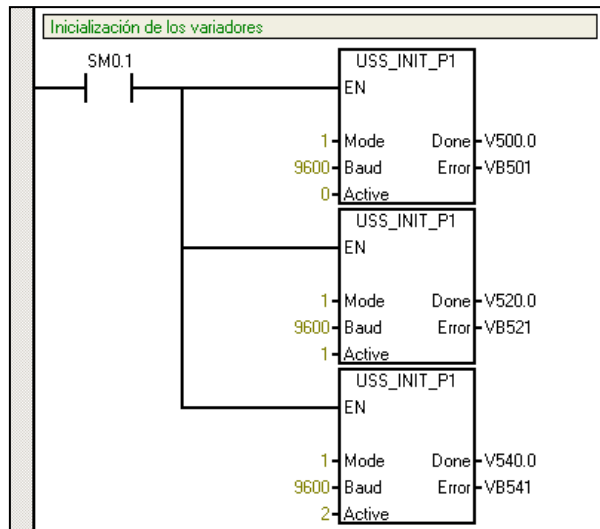 Inicialización de los variadores
SM0.1
USS_INIT_P1
EN
1 Mode Done V500.0
9600 Baud Error VB501
0 Active
USS_INIT_P1
EN
1 Mode Done V520.0
9600 Baud Error VB521
1 Active
USS_INIT_P1
EN
1 Mode Done V540.0
9600 Baud Error VB541
2 Active